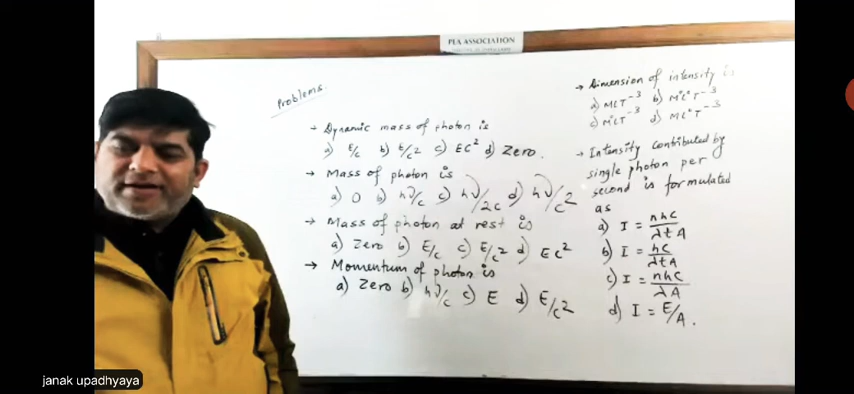 PEA ASSOCIATION
Problems.
→ Dynamic mass of photon is
a) E/c b) E/c² c) EC² d) Zero.
→ Mass of photon is
a) 0 b) hν/c c) hν/2c d) hν/c²
→ Mass of photon at rest is
a) Zero b) E/c c) E/c² d) EC²
→ Momentum of photon is
a) Zero b) hν/c c) E d) E/c²
→ Dimension of intensity is
a) MLT⁻³ b) M⁰L⁰T⁻³
c) M⁰LT⁻³ d) ML⁰T⁻³
→ Intensity contributed by
single photon per
second is formulated
as
a) I = nhc/λtA
b) I = hc/λtA
c) I = nhc/λA
d) I = E/A.
janak upadhyaya